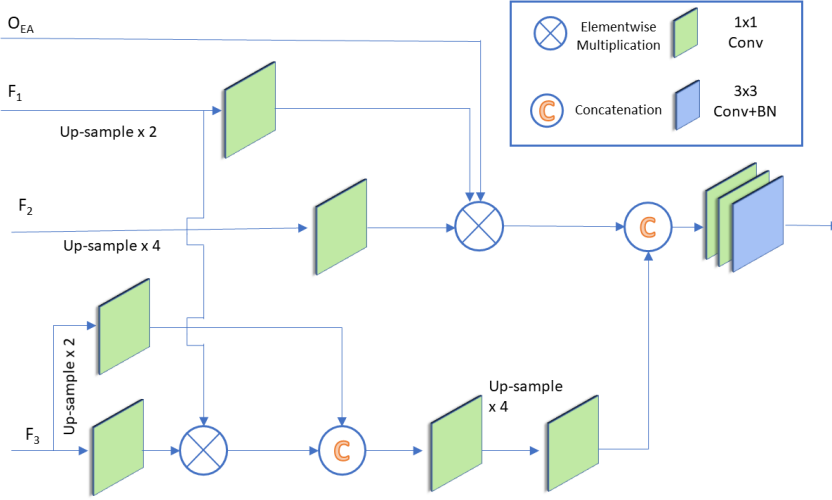 O_EA
Elementwise
Multiplication
1x1
Conv
F_1
Up-sample x 2
C
Concatenation
3x3
Conv+BN
F_2
Up-sample x 4
C
Up-sample x 2
Up-sample
x 4
F_3
C